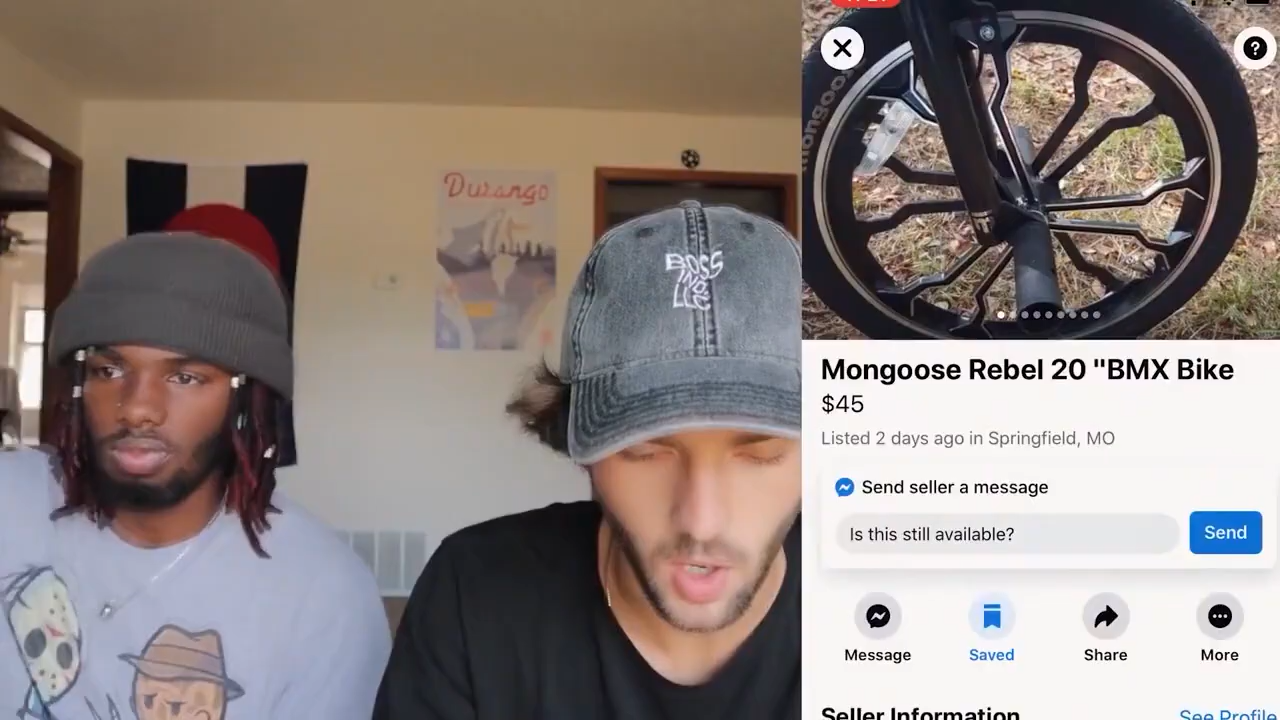 Durango
BOSS
Mongoose
Mongoose Rebel 20 "BMX Bike
$45
Listed 2 days ago in Springfield, MO
Send seller a message
Is this still available?
Send
Message
Saved
Share
More
Seller Information
See Profile